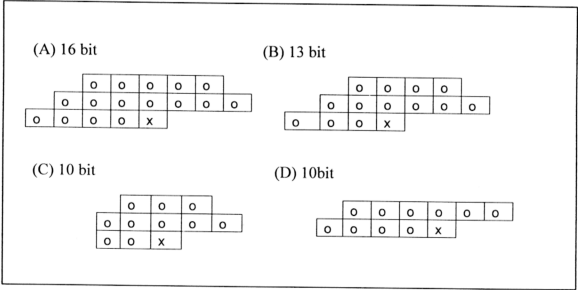 (A) 16 bit
o o o o o
o o o o o o o
o o o o x
(B) 13 bit
o o o o
o o o o o o
o o o x
(C) 10 bit
o o o
o o o o o
o o x
(D) 10bit
o o o o o o
o o o o x